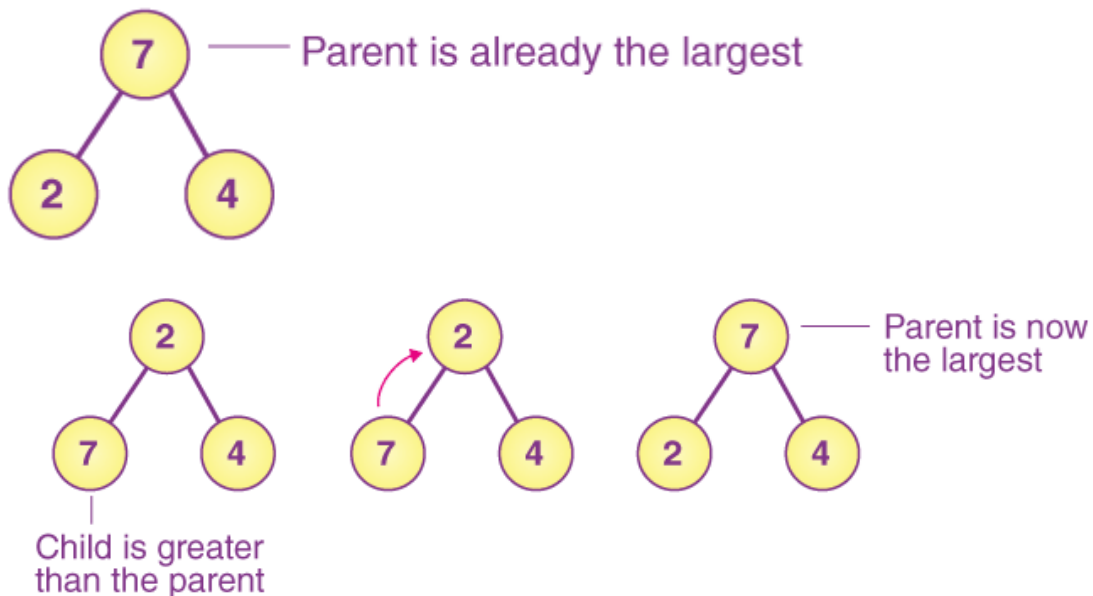 7
Parent is already the largest
2 4
2 2 7
Parent is now
the largest
7 4 7 4 2 4
Child is greater
than the parent